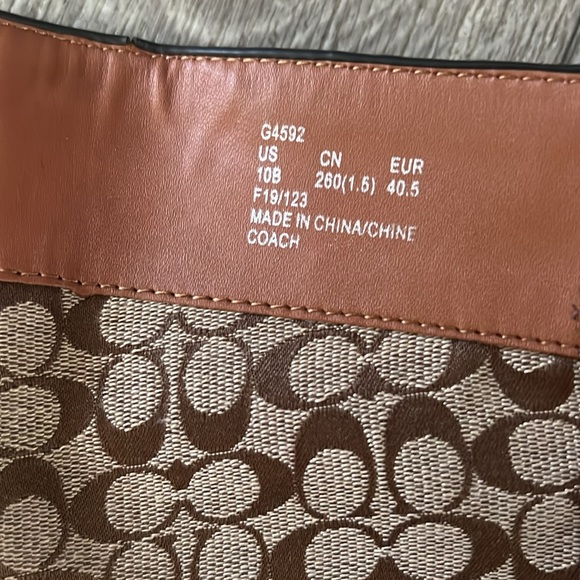 G4592
US CN EUR
10B 260(1.5) 40.5
F19/123
MADE IN CHINA/CHINE
COACH